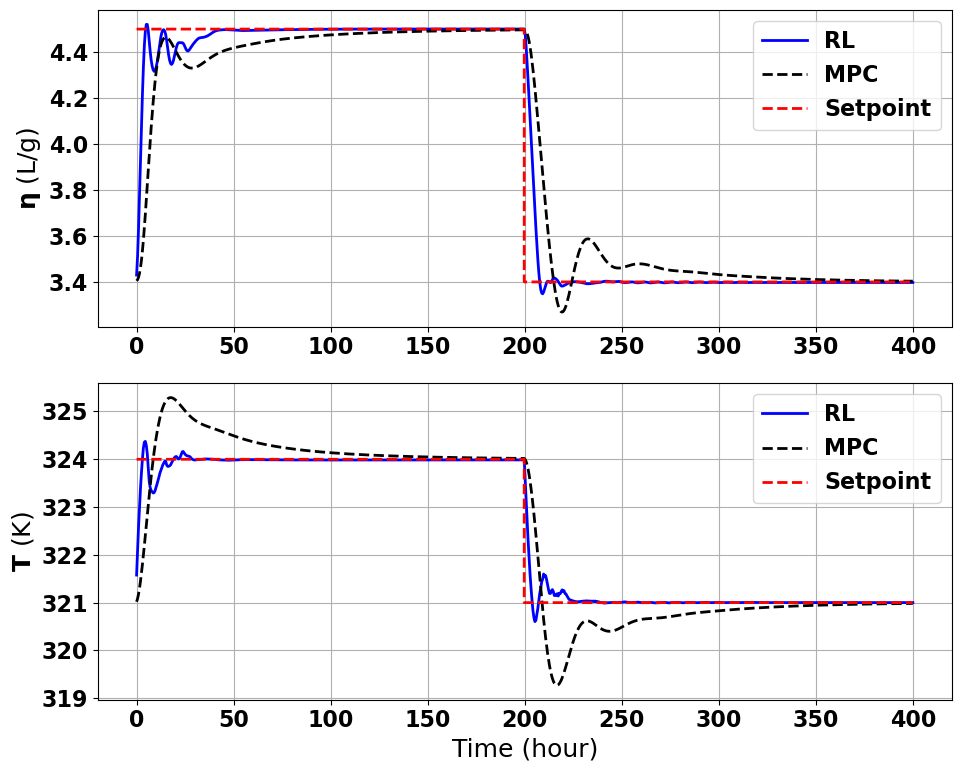 η (L/g)
4.4
4.2
4.0
3.8
3.6
3.4
RL
MPC
Setpoint
0 50 100 150 200 250 300 350 400
T (K)
325
324
323
322
321
320
319
RL
MPC
Setpoint
0 50 100 150 200 250 300 350 400
Time (hour)